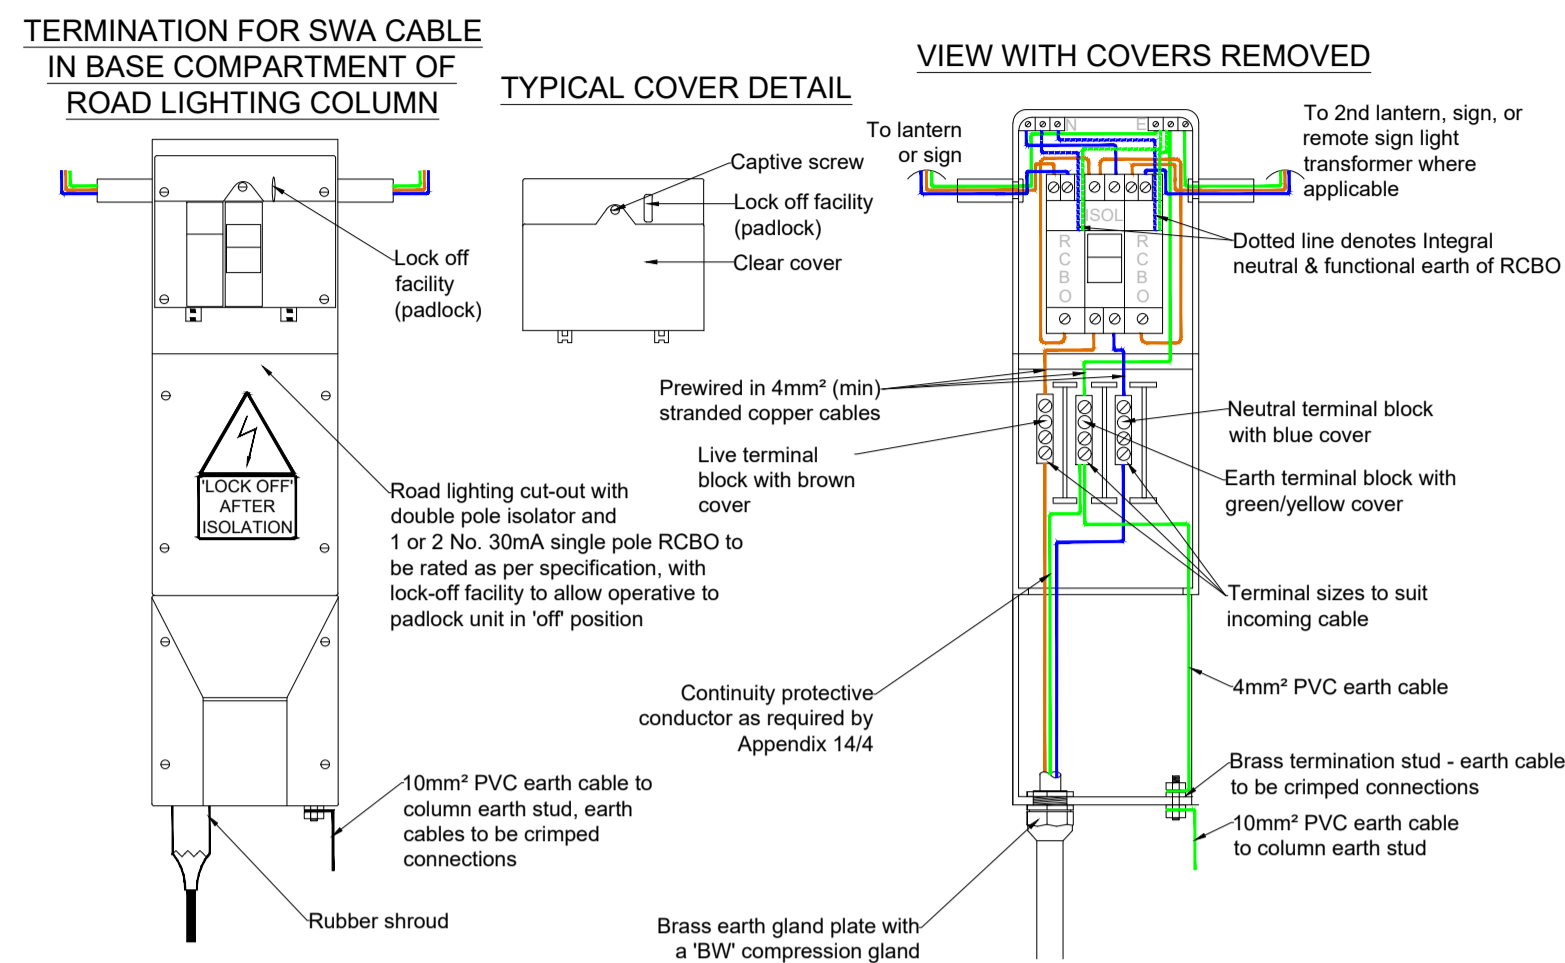 TERMINATION FOR SWA CABLE
IN BASE COMPARTMENT OF
ROAD LIGHTING COLUMN
Lock off
facility
(padlock)
'LOCK OFF'
AFTER
ISOLATION
Road lighting cut-out with
double pole isolator and
1 or 2 No. 30mA single pole RCBO to
be rated as per specification, with
lock-off facility to allow operative to
padlock unit in 'off' position
10mm² PVC earth cable to
column earth stud, earth
cables to be crimped
connections
Rubber shroud
TYPICAL COVER DETAIL
Captive screw
Lock off facility
(padlock)
Clear cover
VIEW WITH COVERS REMOVED
To lantern
or sign
N
E
To 2nd lantern, sign, or
remote sign light
transformer where
applicable
ISOL
R
C
B
O
R
C
B
O
Dotted line denotes Integral
neutral & functional earth of RCBO
Prewired in 4mm² (min)
stranded copper cables
Live terminal
block with brown
cover
Neutral terminal block
with blue cover
Earth terminal block with
green/yellow cover
Terminal sizes to suit
incoming cable
Continuity protective
conductor as required by
Appendix 14/4
4mm² PVC earth cable
Brass termination stud - earth cable
to be crimped connections
10mm² PVC earth cable
to column earth stud
Brass earth gland plate with
a 'BW' compression gland